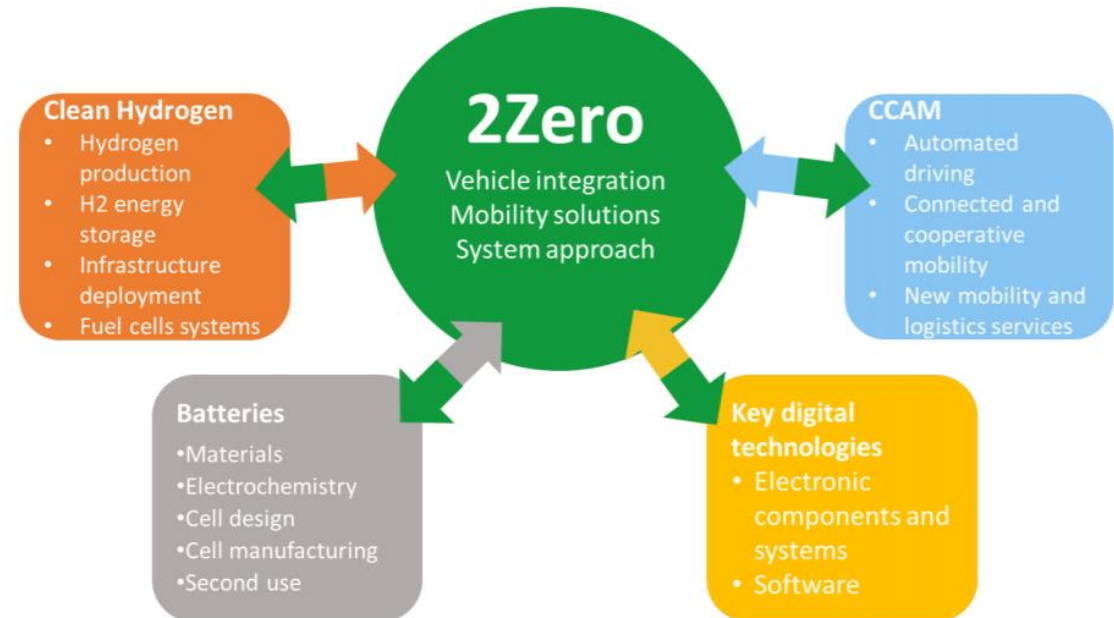 2Zero
Vehicle integration
Mobility solutions
System approach
Clean Hydrogen
• Hydrogen
production
• H2 energy
storage
• Infrastructure
deployment
• Fuel cells systems
CCAM
• Automated
driving
• Connected and
cooperative
mobility
• New mobility and
logistics services
Batteries
•Materials
•Electrochemistry
•Cell design
•Cell manufacturing
•Second use
Key digital
technologies
• Electronic
components and
systems
• Software